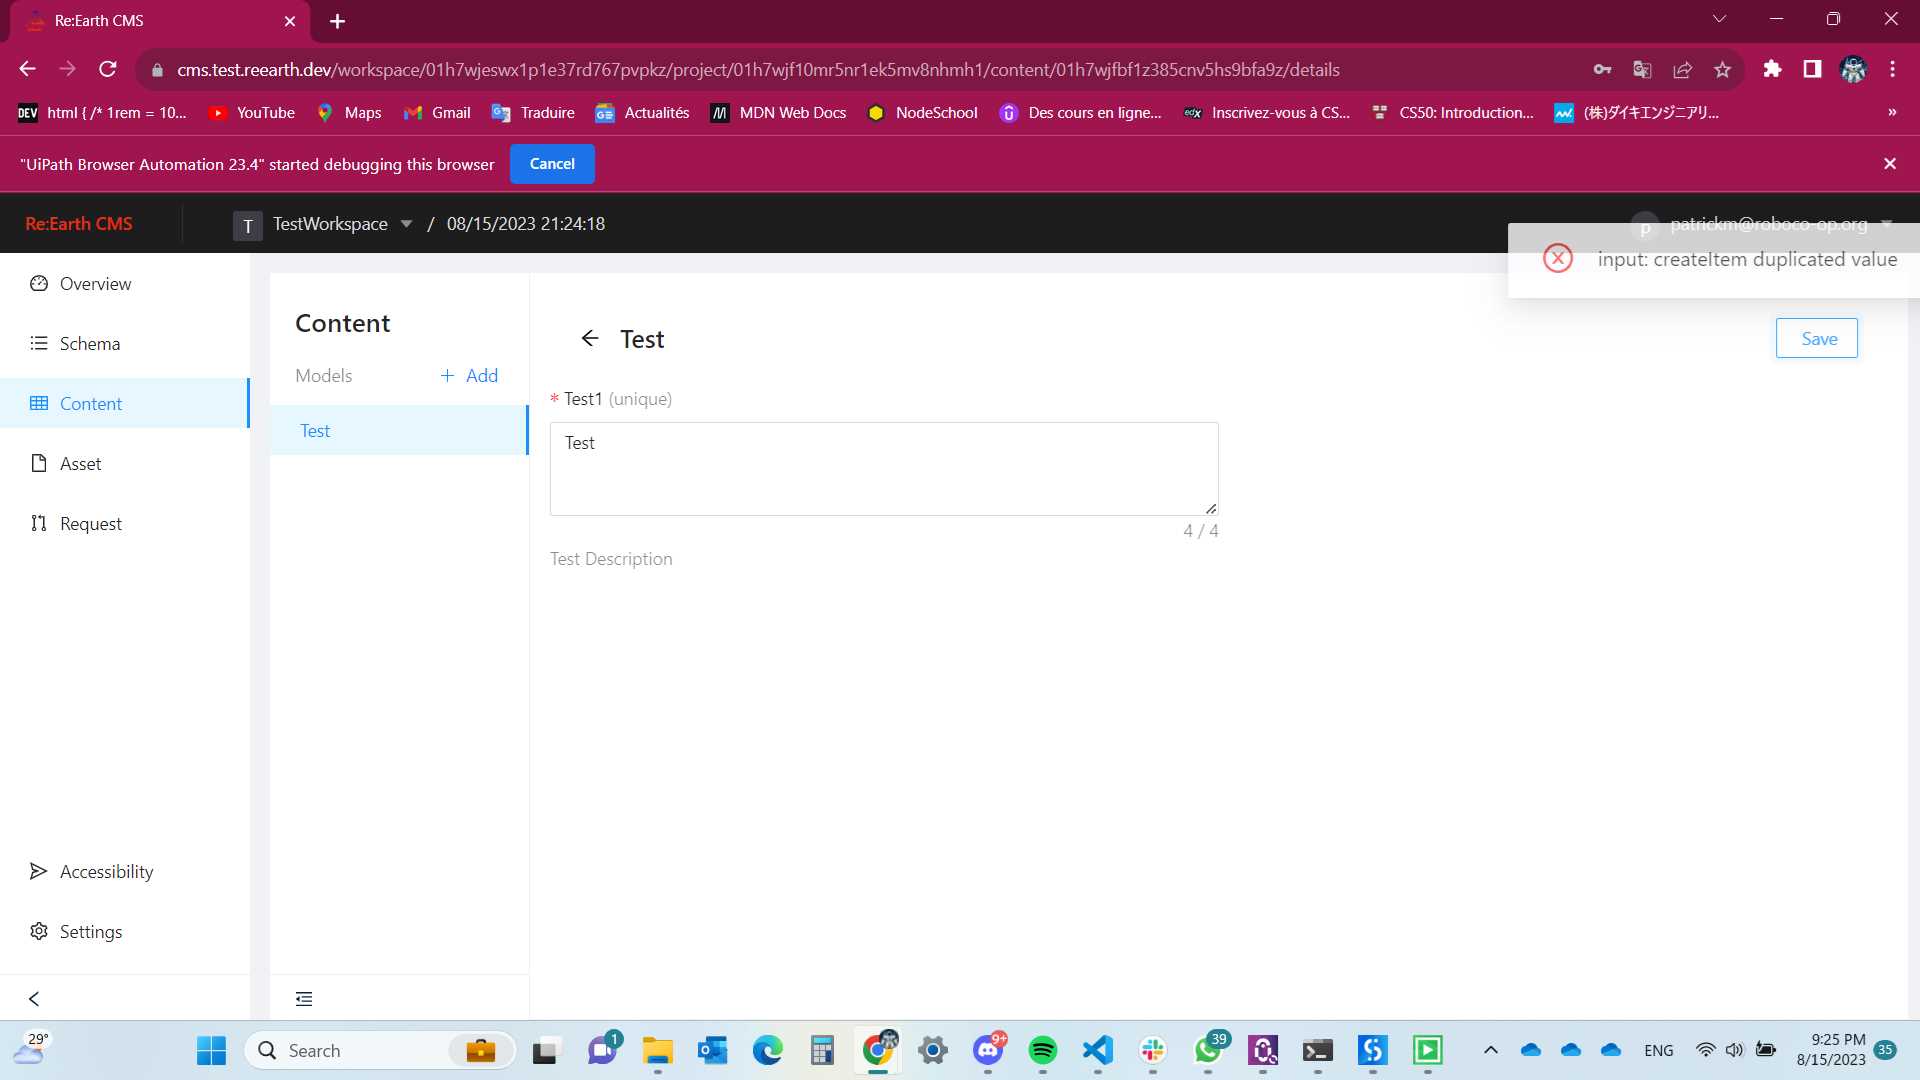 Re:Earth CMS
cms.test.reearth.dev/workspace/01h7wjeswx1p1e37rd767pvpkz/project/01h7wjf10mr5nr1ek5mv8nhmh1/content/01h7wjfbf1z385cnv5hs9bfa9z/details
DEV html { /* 1rem = 10... YouTube Maps Gmail Traduire Actualités MDN Web Docs NodeSchool Des cours en ligne... edX Inscrivez-vous à CS... CS50: Introduction... (株)ダイキエンジニアリ... »
"UiPath Browser Automation 23.4" started debugging this browser Cancel
Re:Earth CMS T TestWorkspace / 08/15/2023 21:24:18 p patrickm@roboco-op.org
input: createItem duplicated value
Overview
Schema
Content
Asset
Request
Accessibility
Settings
Content
Models + Add
Test
Test
Save
* Test1 (unique)
Test
4 / 4
Test Description
29°
Search
1
9+
39
ENG
9:25 PM
8/15/2023
35